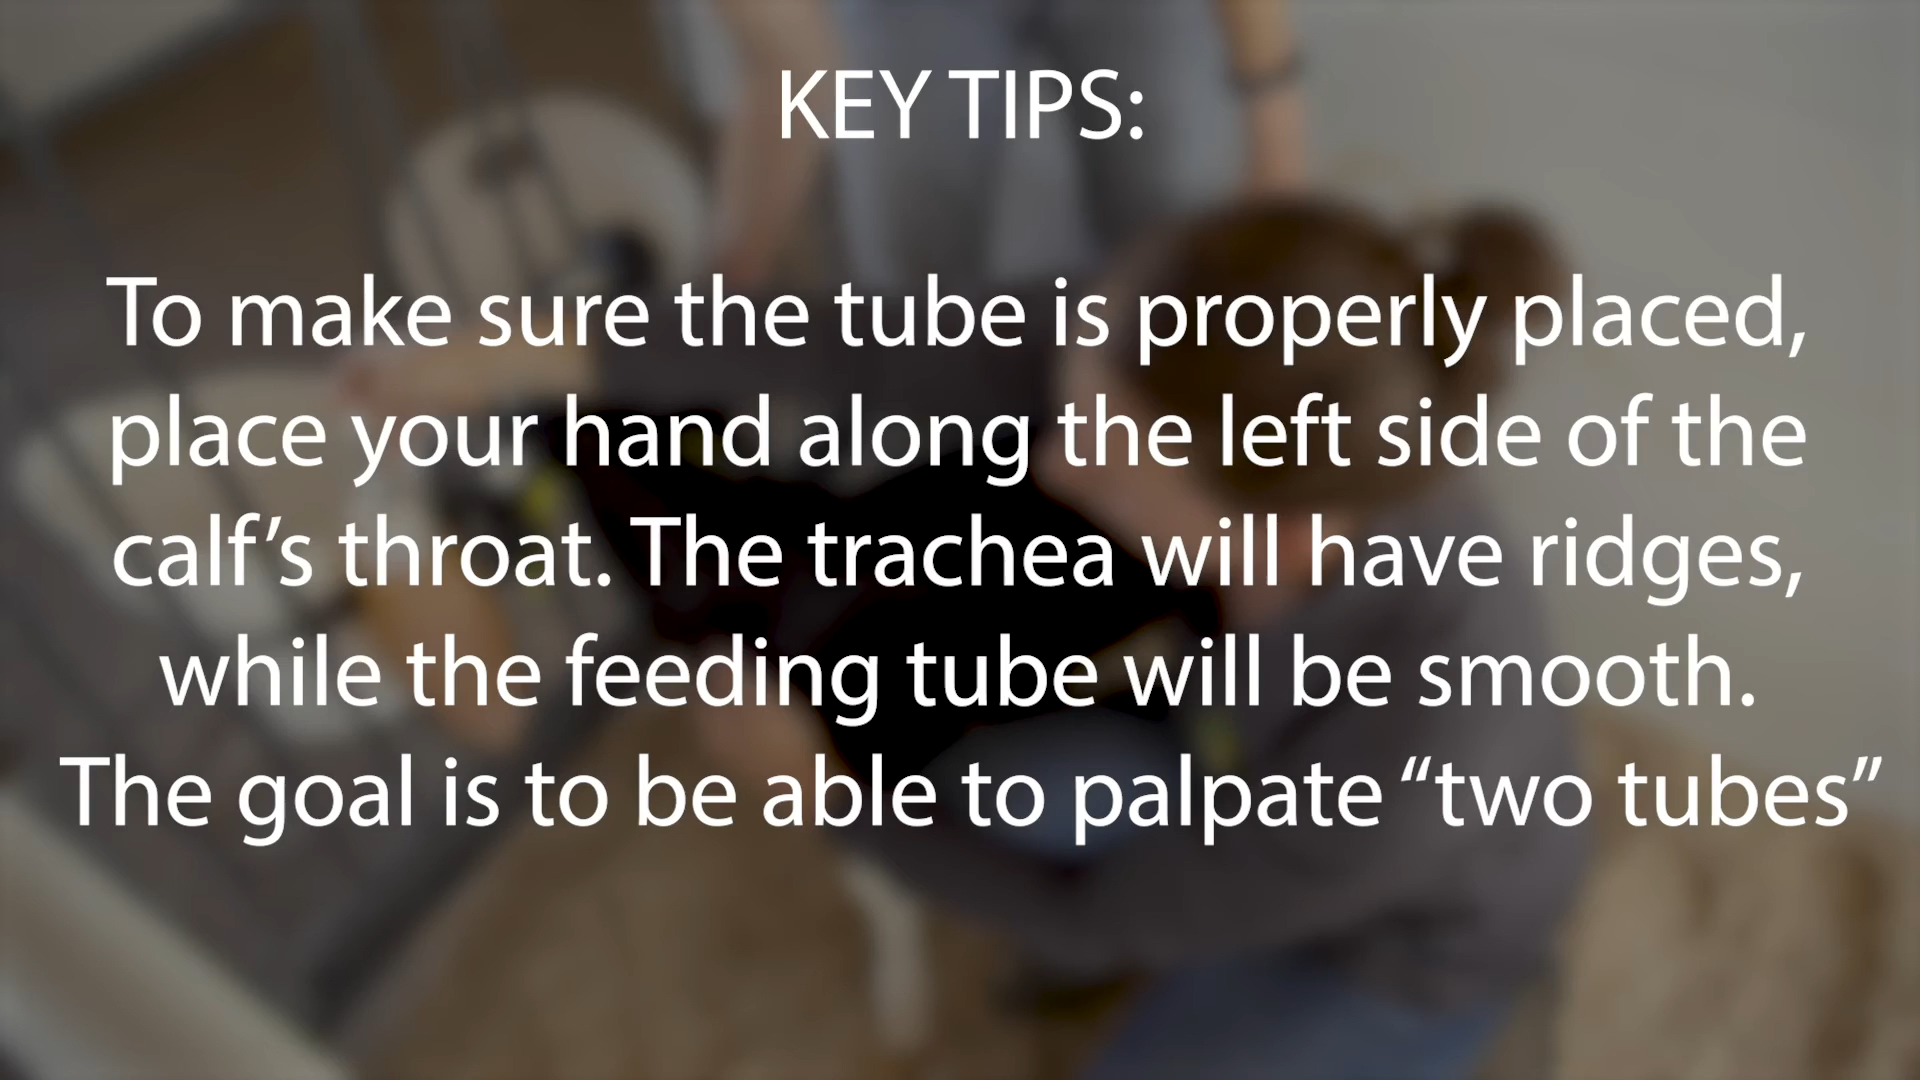 KEY TIPS:
To make sure the tube is properly placed,
place your hand along the left side of the
calf’s throat. The trachea will have ridges,
while the feeding tube will be smooth.
The goal is to be able to palpate “two tubes”